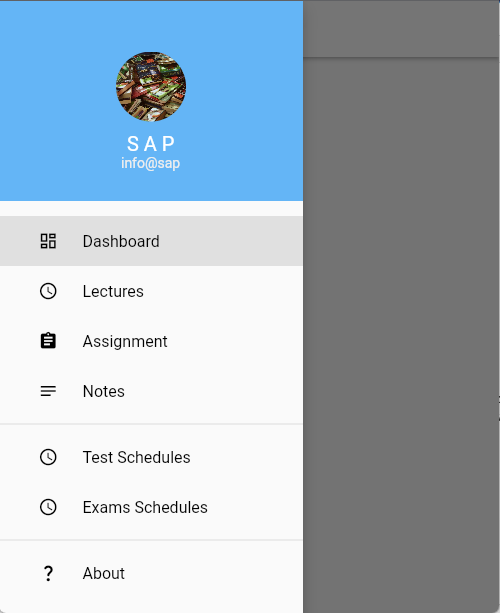 S A P
info@sap
Dashboard
Lectures
Assignment
Notes
Test Schedules
Exams Schedules
? About